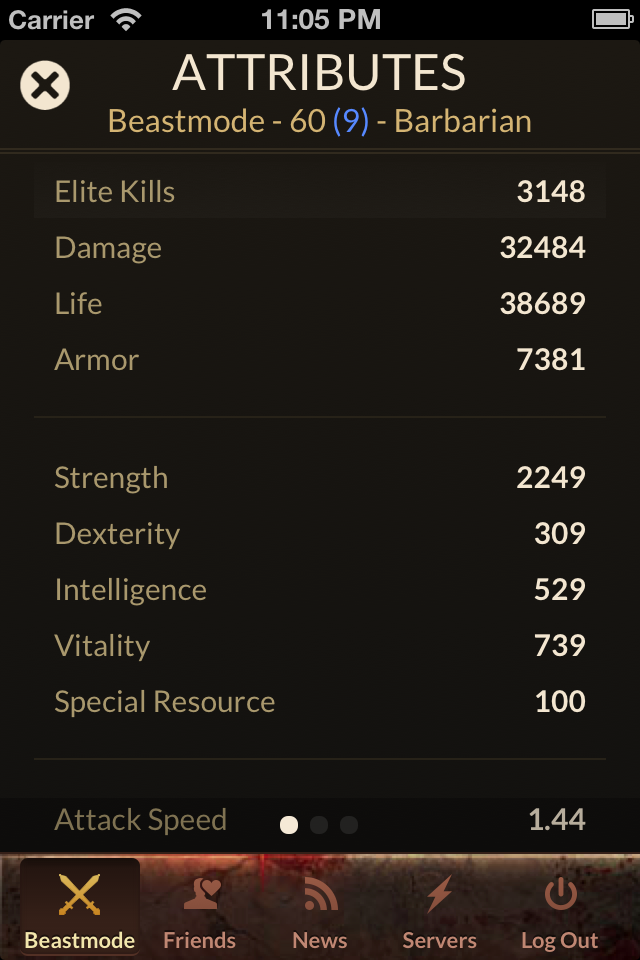 Carrier 11:05 PM
ATTRIBUTES
Beastmode - 60 (9) - Barbarian
Elite Kills 3148
Damage 32484
Life 38689
Armor 7381
Strength 2249
Dexterity 309
Intelligence 529
Vitality 739
Special Resource 100
Attack Speed 1.44
Beastmode Friends News Servers Log Out